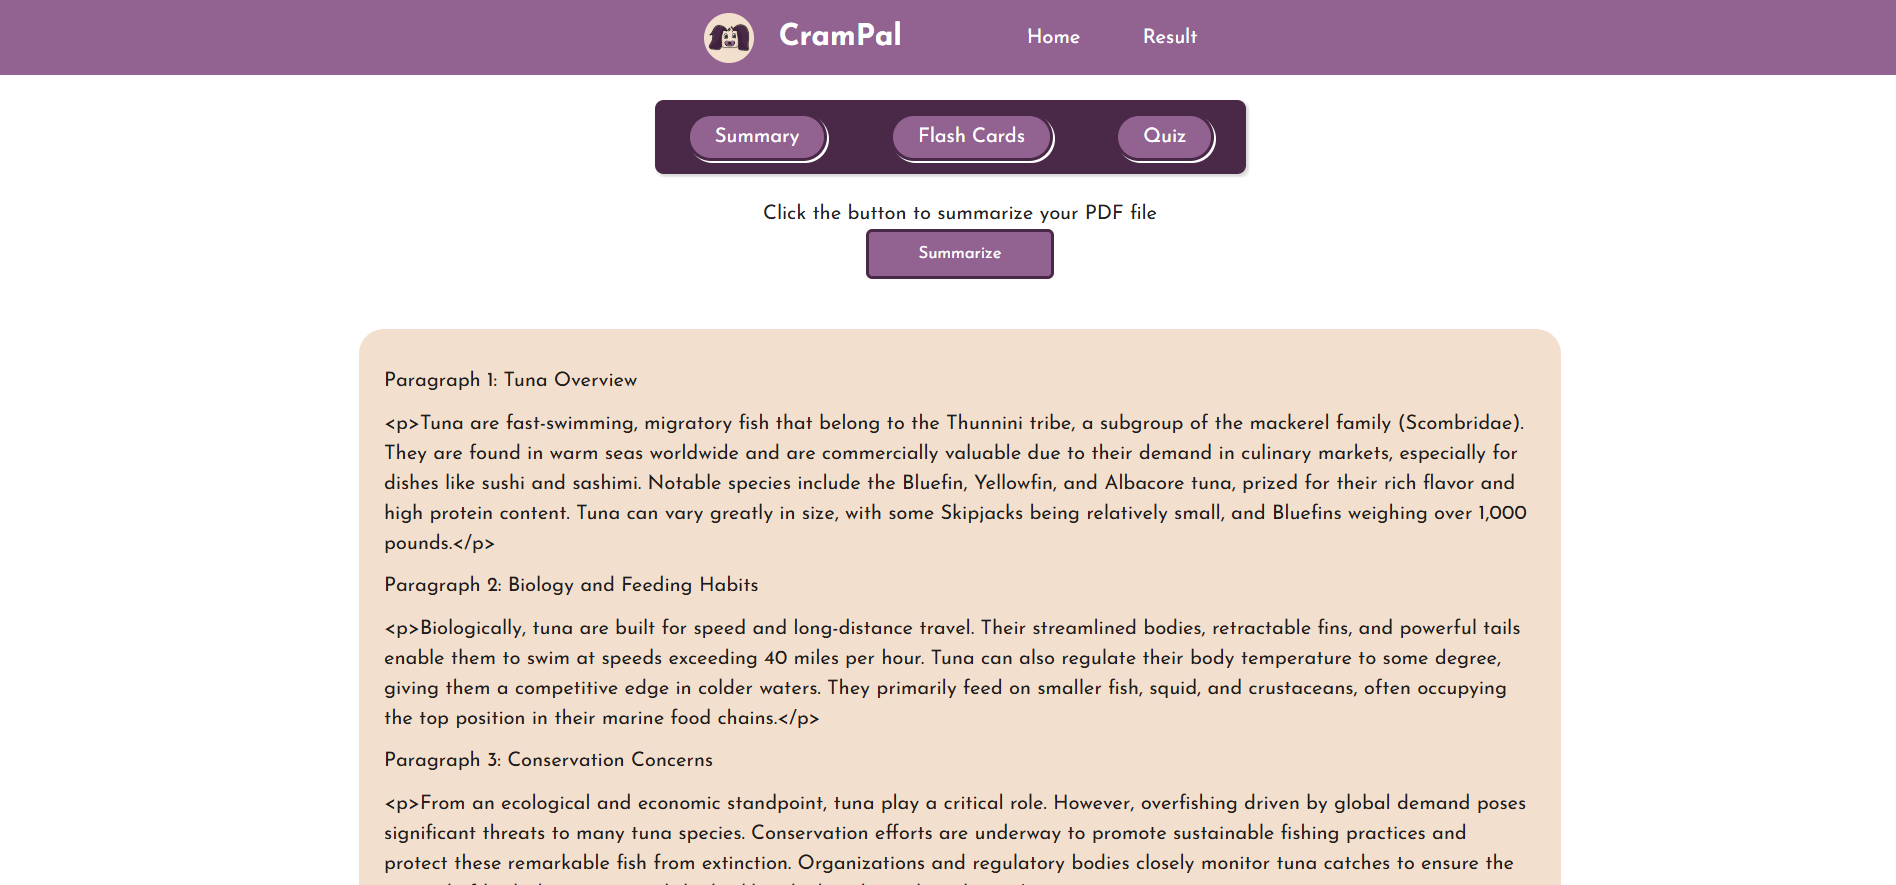 CramPal
Home
Result
Summary
Flash Cards
Quiz
Click the button to summarize your PDF file
Summarize
Paragraph 1: Tuna Overview
<p>Tuna are fast-swimming, migratory fish that belong to the Thunnini tribe, a subgroup of the mackerel family (Scombridae).
They are found in warm seas worldwide and are commercially valuable due to their demand in culinary markets, especially for
dishes like sushi and sashimi. Notable species include the Bluefin, Yellowfin, and Albacore tuna, prized for their rich flavor and
high protein content. Tuna can vary greatly in size, with some Skipjacks being relatively small, and Bluefins weighing over 1,000
pounds.</p>
Paragraph 2: Biology and Feeding Habits
<p>Biologically, tuna are built for speed and long-distance travel. Their streamlined bodies, retractable fins, and powerful tails
enable them to swim at speeds exceeding 40 miles per hour. Tuna can also regulate their body temperature to some degree,
giving them a competitive edge in colder waters. They primarily feed on smaller fish, squid, and crustaceans, often occupying
the top position in their marine food chains.</p>
Paragraph 3: Conservation Concerns
<p>From an ecological and economic standpoint, tuna play a critical role. However, overfishing driven by global demand poses
significant threats to many tuna species. Conservation efforts are underway to promote sustainable fishing practices and
protect these remarkable fish from extinction. Organizations and regulatory bodies closely monitor tuna catches to ensure the